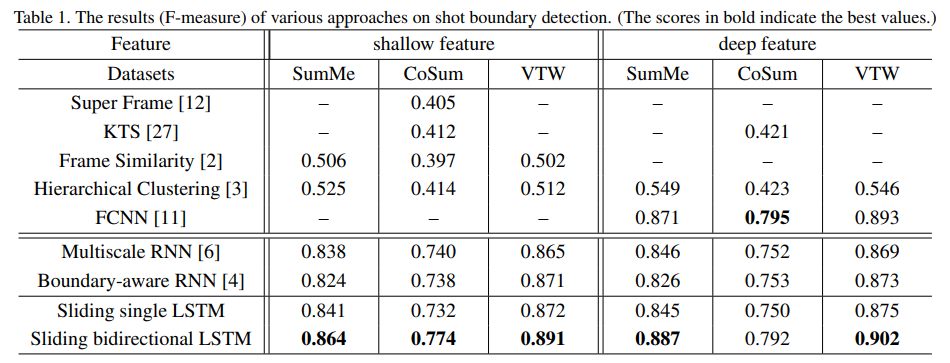 Table 1. The results (F-measure) of various approaches on shot boundary detection. (The scores in bold indicate the best values.)
Feature shallow feature deep feature
Datasets SumMe CoSum VTW SumMe CoSum VTW
Super Frame [12] – 0.405 – – – –
KTS [27] – 0.412 – – 0.421 –
Frame Similarity [2] 0.506 0.397 0.502 – – –
Hierarchical Clustering [3] 0.525 0.414 0.512 0.549 0.423 0.546
FCNN [11] – – – 0.871 0.795 0.893
Multiscale RNN [6] 0.838 0.740 0.865 0.846 0.752 0.869
Boundary-aware RNN [4] 0.824 0.738 0.871 0.826 0.753 0.873
Sliding single LSTM 0.841 0.732 0.872 0.845 0.750 0.875
Sliding bidirectional LSTM 0.864 0.774 0.891 0.887 0.792 0.902